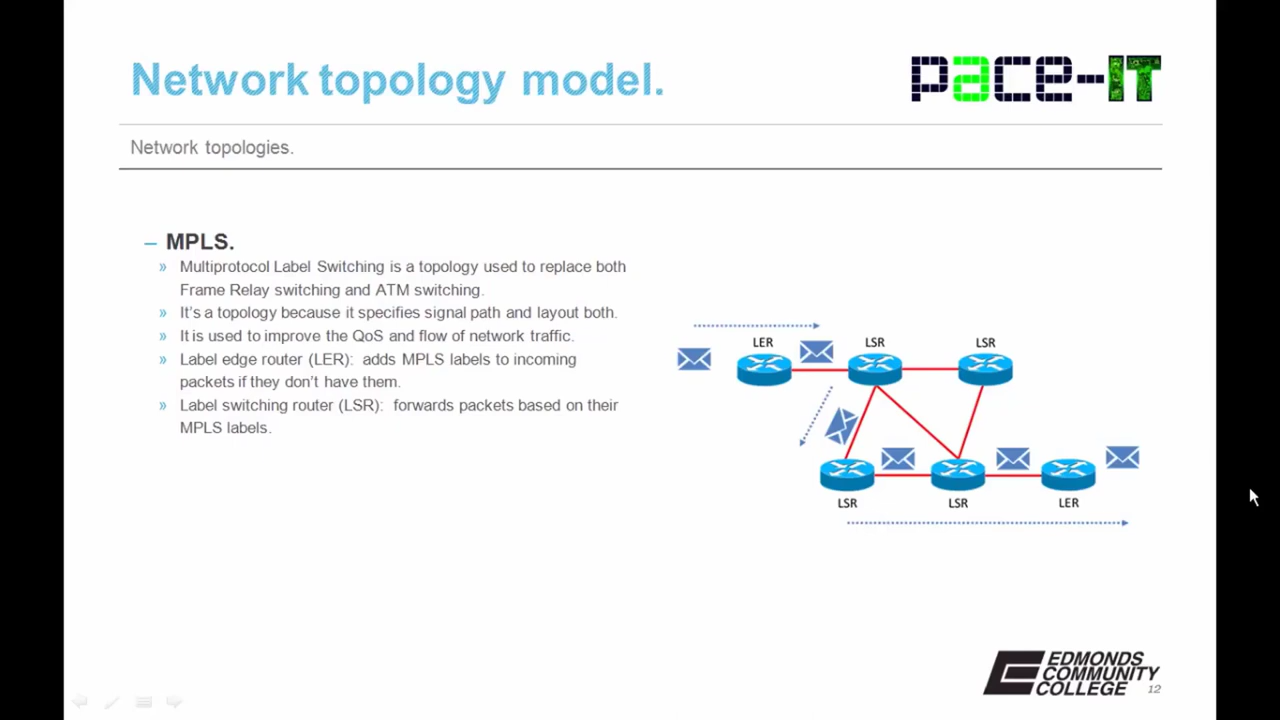 Network topology model.
pace-IT
Network topologies.
– MPLS.
» Multiprotocol Label Switching is a topology used to replace both
Frame Relay switching and ATM switching.
» It's a topology because it specifies signal path and layout both.
» It is used to improve the QoS and flow of network traffic.
» Label edge router (LER):  adds MPLS labels to incoming
packets if they don't have them.
» Label switching router (LSR):  forwards packets based on their
MPLS labels.
LER
LSR
LSR
LSR
LSR
LER
EDMONDS
COMMUNITY
COLLEGE
12